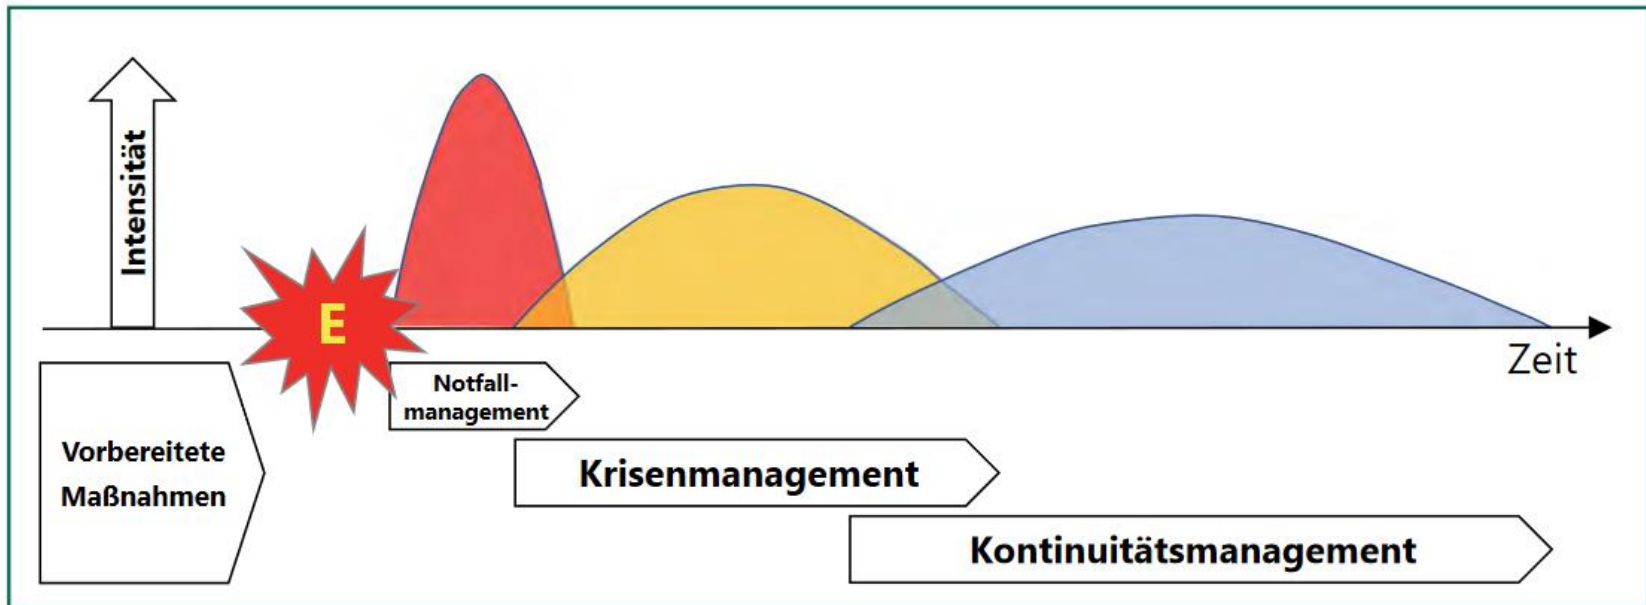 Intensität
E
Zeit
Notfall-
management
Vorbereitete
Maßnahmen
Krisenmanagement
Kontinuitätsmanagement